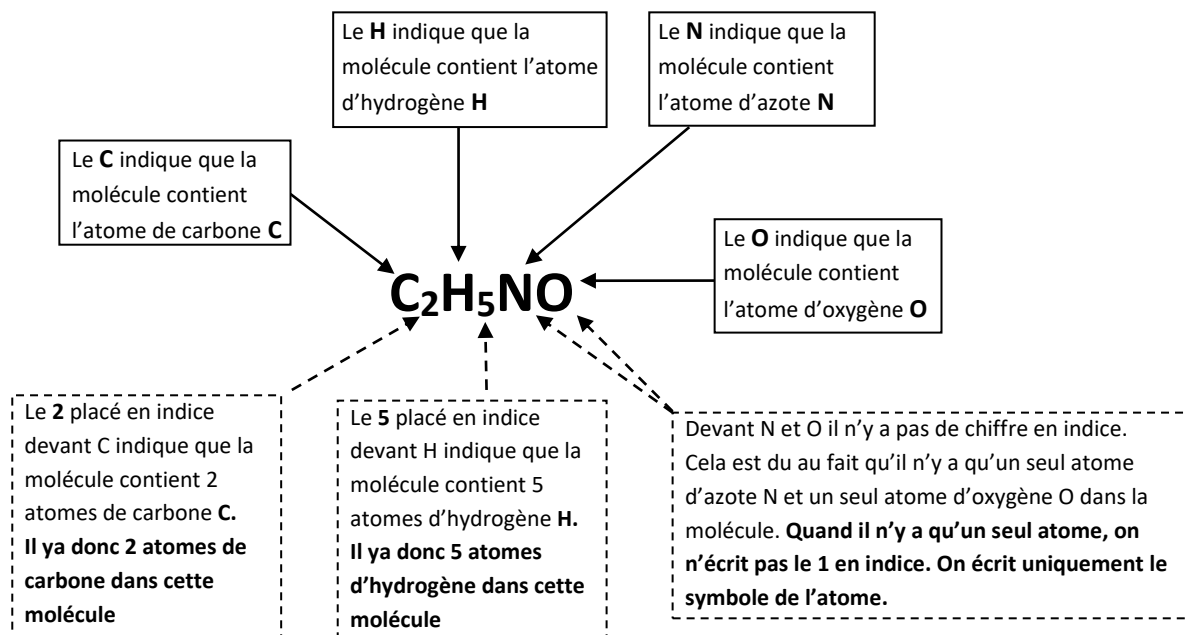 Le H indique que la
molécule contient l’atome
d’hydrogène H
Le N indique que la
molécule contient
l’atome d’azote N
Le C indique que la
molécule contient
l’atome de carbone C
Le O indique que la
molécule contient
l’atome d’oxygène O
C₂H₅NO
Le 2 placé en indice
devant C indique que la
molécule contient 2
atomes de carbone C.
Il ya donc 2 atomes de
carbone dans cette
molécule
Le 5 placé en indice
devant H indique que la
molécule contient 5
atomes d’hydrogène H.
Il ya donc 5 atomes
d’hydrogène dans cette
molécule
Devant N et O il n’y a pas de chiffre en indice.
Cela est du au fait qu’il n’y a qu’un seul atome
d’azote N et un seul atome d’oxygène O dans la
molécule. Quand il n’y a qu’un seul atome, on
n’écrit pas le 1 en indice. On écrit uniquement le
symbole de l’atome.